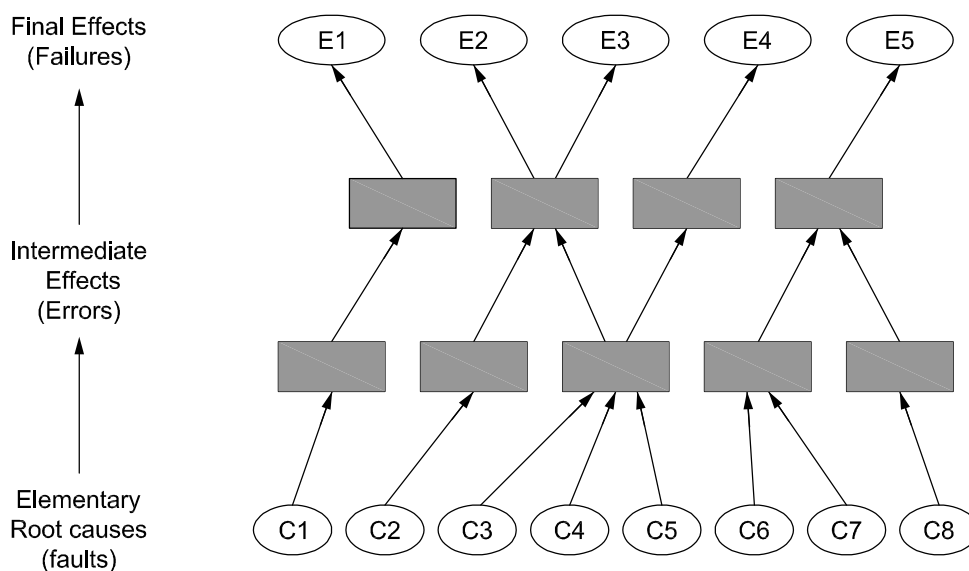 Final Effects
(Failures)
E1
E2
E3
E4
E5
Intermediate
Effects
(Errors)
Elementary
Root causes
(faults)
C1
C2
C3
C4
C5
C6
C7
C8